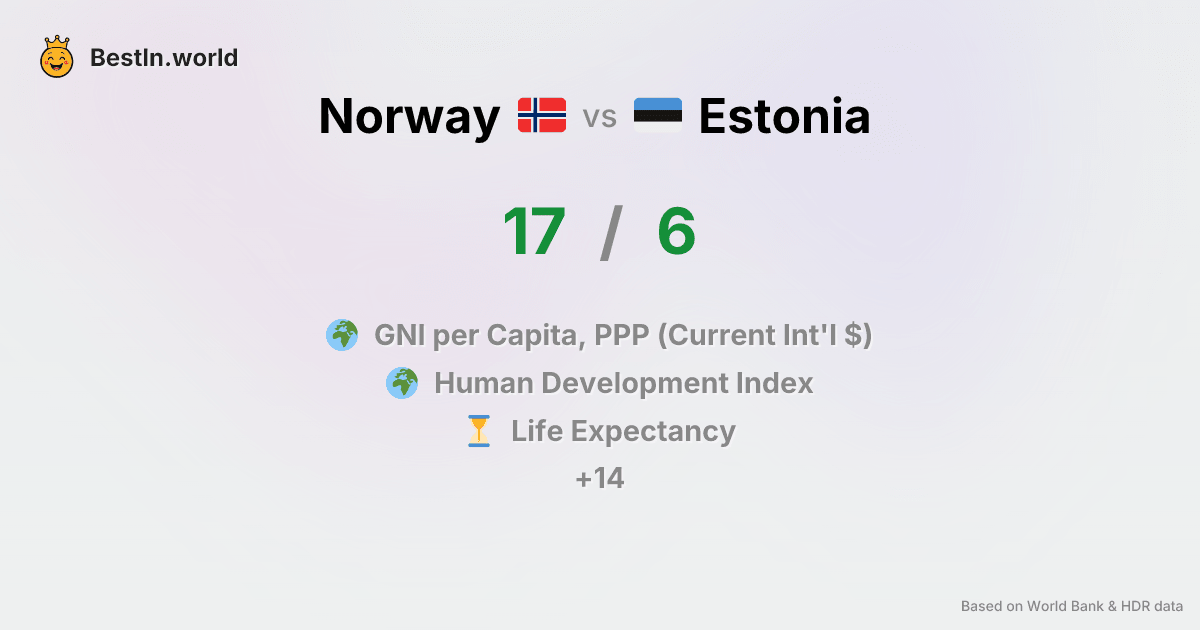 BestIn.world
Norway vs Estonia
17 / 6
GNI per Capita, PPP (Current Int'l $)
Human Development Index
Life Expectancy
+14
Based on World Bank & HDR data